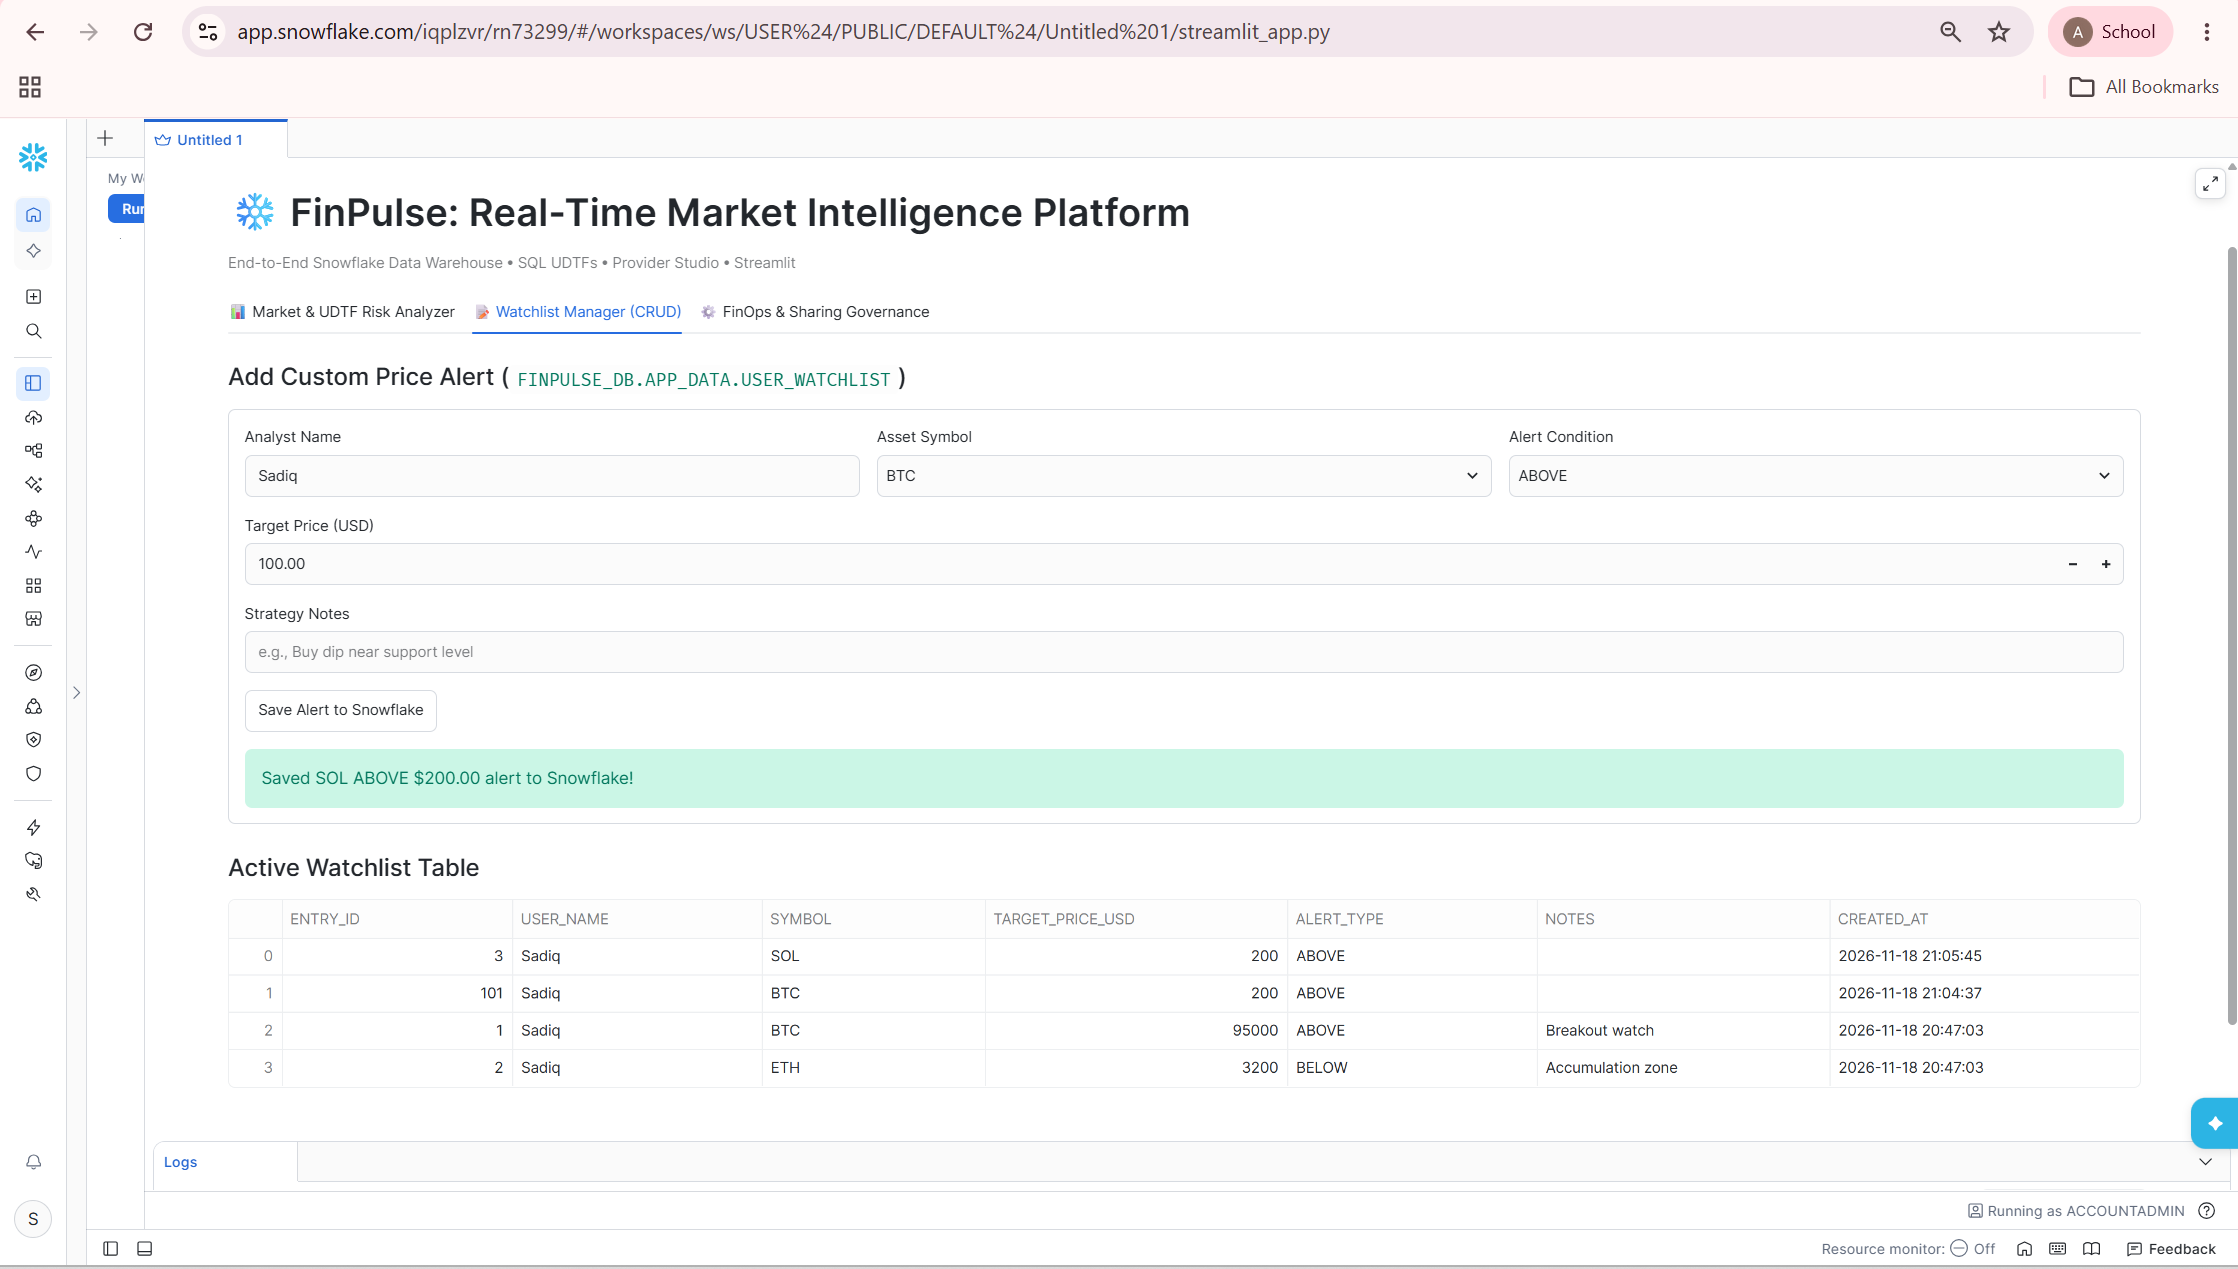 app.snowflake.com/iqplzvr/rn73299/#/workspaces/ws/USER%24/PUBLIC/DEFAULT%24/Untitled%201/streamlit_app.py
A School
All Bookmarks
Untitled 1
My W
Run
FinPulse: Real-Time Market Intelligence Platform
End-to-End Snowflake Data Warehouse • SQL UDTFs • Provider Studio • Streamlit
Market & UDTF Risk Analyzer Watchlist Manager (CRUD) FinOps & Sharing Governance
Add Custom Price Alert ( FINPULSE_DB.APP_DATA.USER_WATCHLIST )
Analyst Name Asset Symbol Alert Condition
Sadiq BTC ABOVE
Target Price (USD)
100.00 - +
Strategy Notes
e.g., Buy dip near support level
Save Alert to Snowflake
Saved SOL ABOVE $200.00 alert to Snowflake!
Active Watchlist Table
ENTRY_ID USER_NAME SYMBOL TARGET_PRICE_USD ALERT_TYPE NOTES CREATED_AT
0 3 Sadiq SOL 200 ABOVE 2026-11-18 21:05:45
1 101 Sadiq BTC 200 ABOVE 2026-11-18 21:04:37
2 1 Sadiq BTC 95000 ABOVE Breakout watch 2026-11-18 20:47:03
3 2 Sadiq ETH 3200 BELOW Accumulation zone 2026-11-18 20:47:03
Logs
S
Running as ACCOUNTADMIN
Resource monitor: Off Feedback